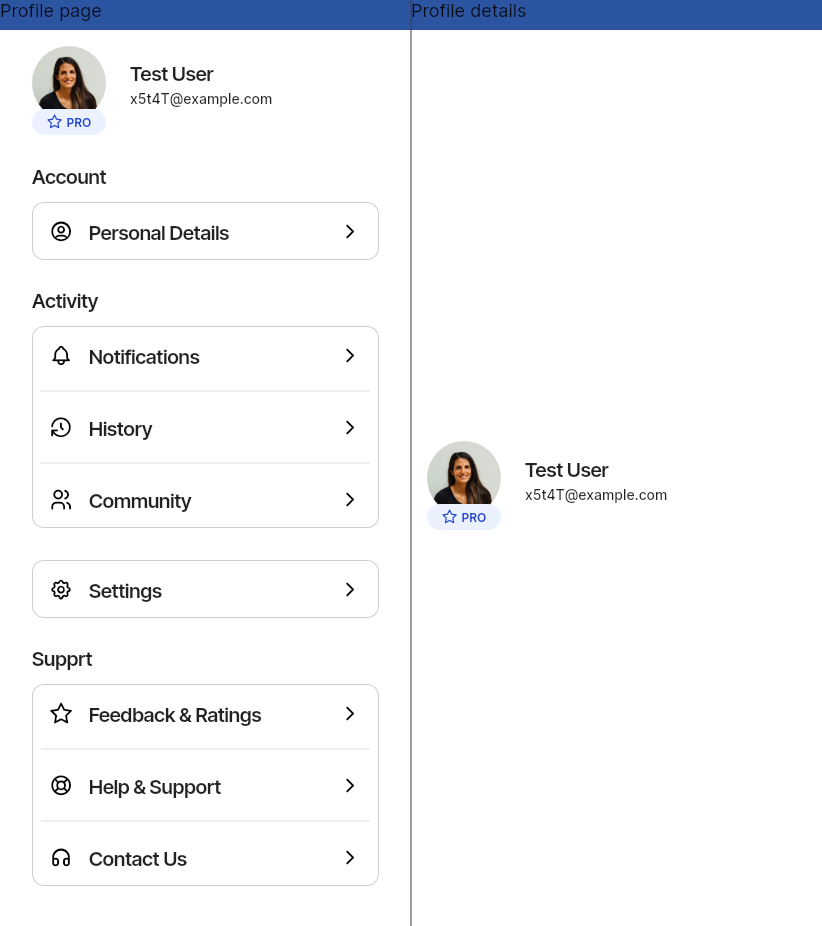 Profile page
Test User
x5t4T@example.com
PRO
Account
Personal Details
Activity
Notifications
History
Community
Settings
Supprt
Feedback & Ratings
Help & Support
Contact Us
Profile details
Test User
x5t4T@example.com
PRO